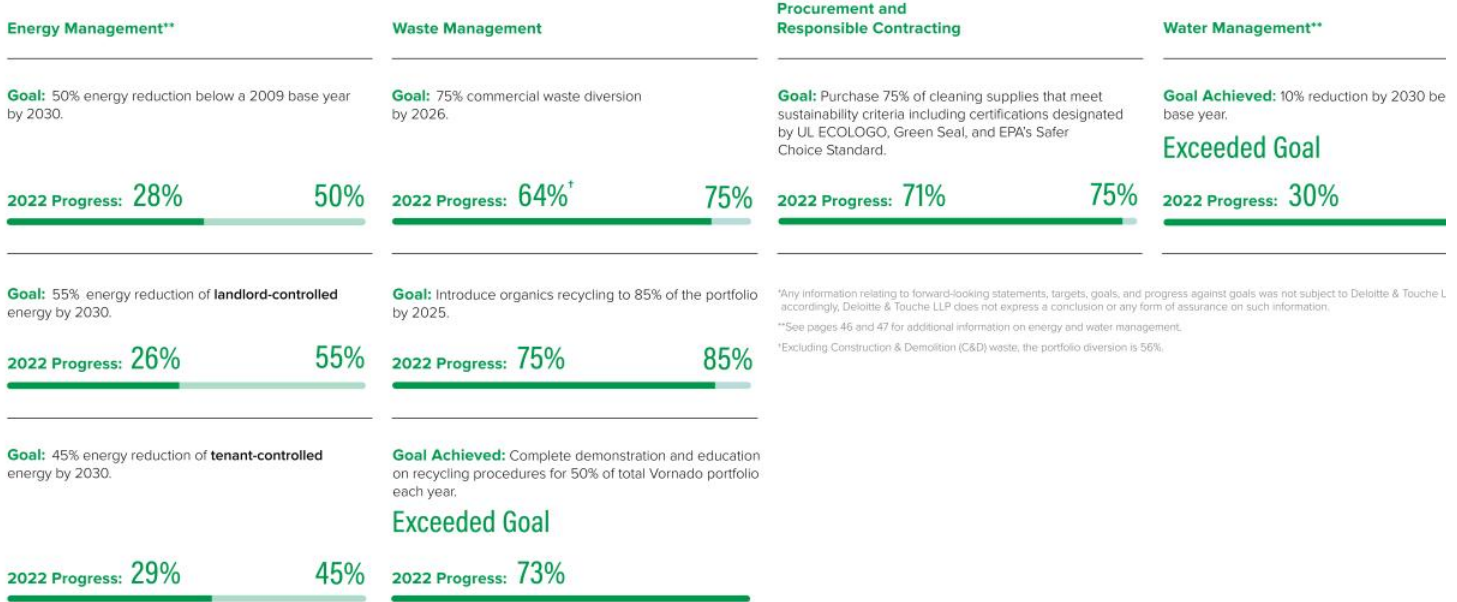 Energy Management**
Goal: 50% energy reduction below a 2009 base year
by 2030.
2022 Progress: 28% 50%
Goal: 55% energy reduction of landlord-controlled
energy by 2030.
2022 Progress: 26% 55%
Goal: 45% energy reduction of tenant-controlled
energy by 2030.
2022 Progress: 29% 45%
Waste Management
Goal: 75% commercial waste diversion
by 2026.
2022 Progress: 64%† 75%
Goal: Introduce organics recycling to 85% of the portfolio
by 2025.
2022 Progress: 75% 85%
Goal Achieved: Complete demonstration and education
on recycling procedures for 50% of total Vornado portfolio
each year.
Exceeded Goal
2022 Progress: 73%
Procurement and
Responsible Contracting
Goal: Purchase 75% of cleaning supplies that meet
sustainability criteria including certifications designated
by UL ECOLOGO, Green Seal, and EPA's Safer
Choice Standard.
2022 Progress: 71% 75%
Water Management**
Goal Achieved: 10% reduction by 2030 be
base year.
Exceeded Goal
2022 Progress: 30%
*Any information relating to forward-looking statements, targets, goals, and progress against goals was not subject to Deloitte & Touche L
accordingly, Deloitte & Touche LLP does not express a conclusion or any form of assurance on such information.
**See pages 46 and 47 for additional information on energy and water management.
†Excluding Construction & Demolition (C&D) waste, the portfolio diversion is 56%.